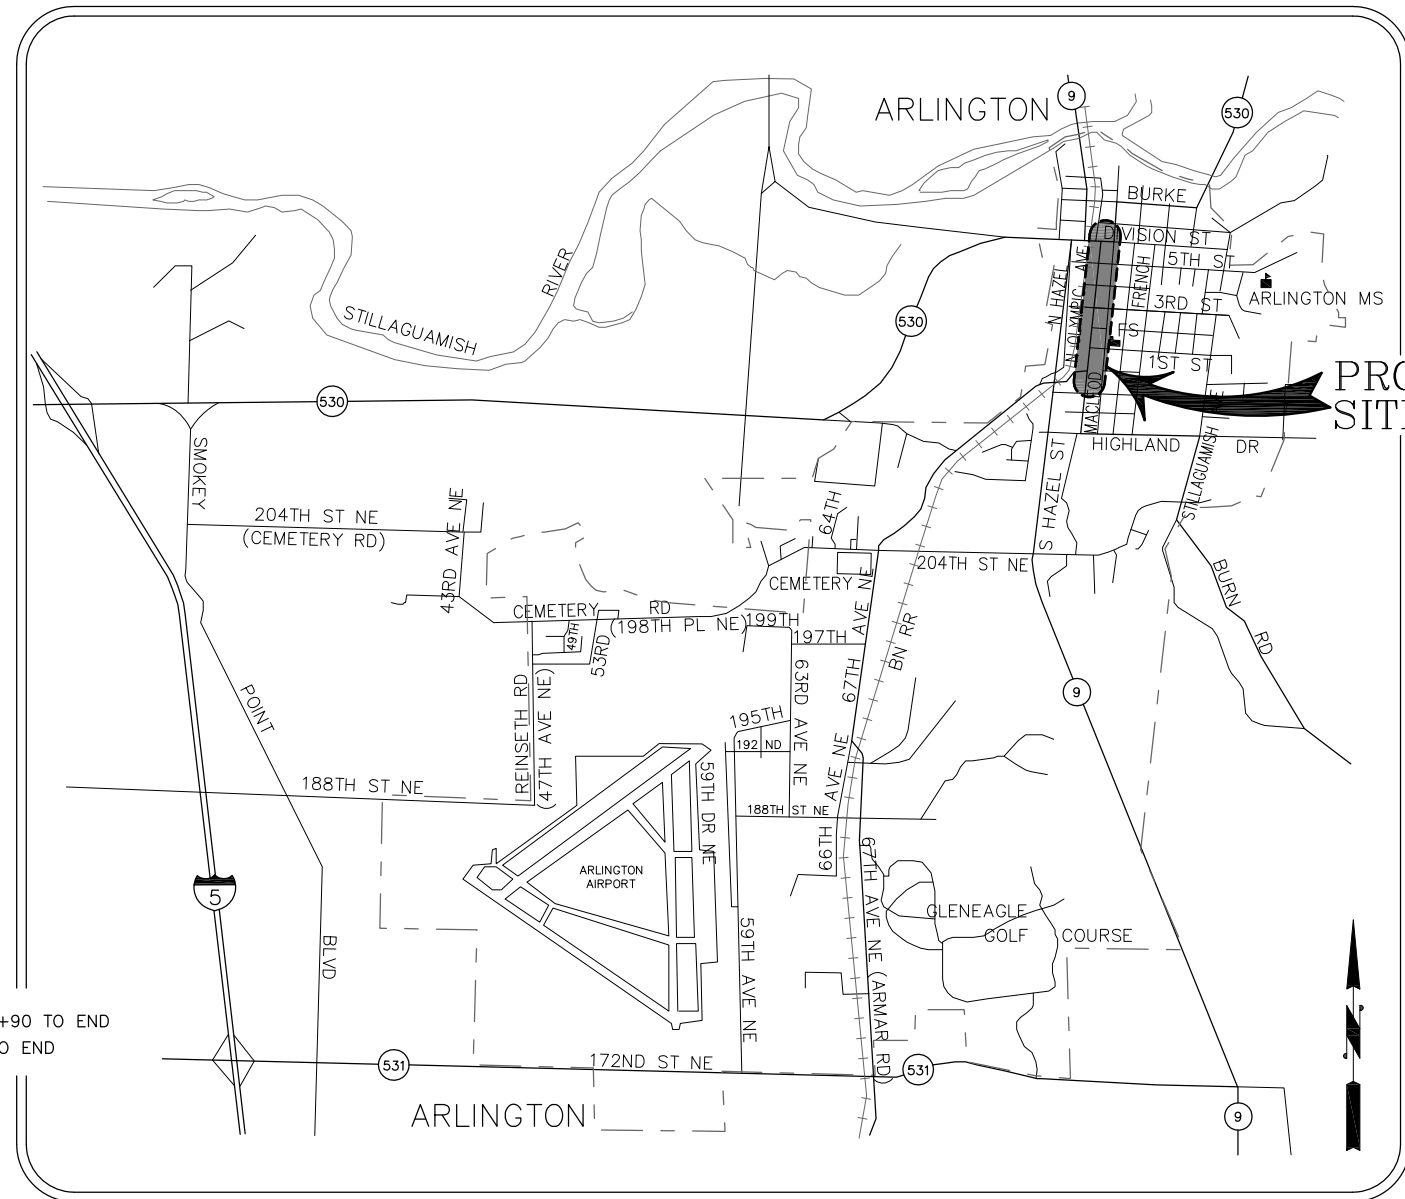 ARLINGTON
9
530
BURKE
DIVISION ST
5TH ST
RIVER
N HAZEL
N OLYMPIC AVE
FRENCH
3RD ST
ARLINGTON MS
STILLAGUAMISH
530
FS
1ST ST
530
MACLEOD
HIGHLAND DR
SMOKEY
S HAZEL ST
STILLAGUAMISH
204TH ST NE
(CEMETERY RD)
43RD AVE NE
64TH
204TH ST NE
CEMETERY
BURN RD
CEMETERY RD
(198TH PL NE)
199TH
197TH
49TH
53RD
BN RR
67TH AVE NE
63RD AVE NE
9
POINT
REINSETH RD
(47TH AVE NE)
195TH
192 ND
188TH ST NE
59TH DR NE
188TH ST NE
69TH AVE NE
ARLINGTON
AIRPORT
5
67TH AVE NE (ARMAR RD)
GLENEAGLE
GOLF COURSE
BLVD
59TH AVE NE
+90 TO END
END
531
172ND ST NE
531
ARLINGTON
9
N